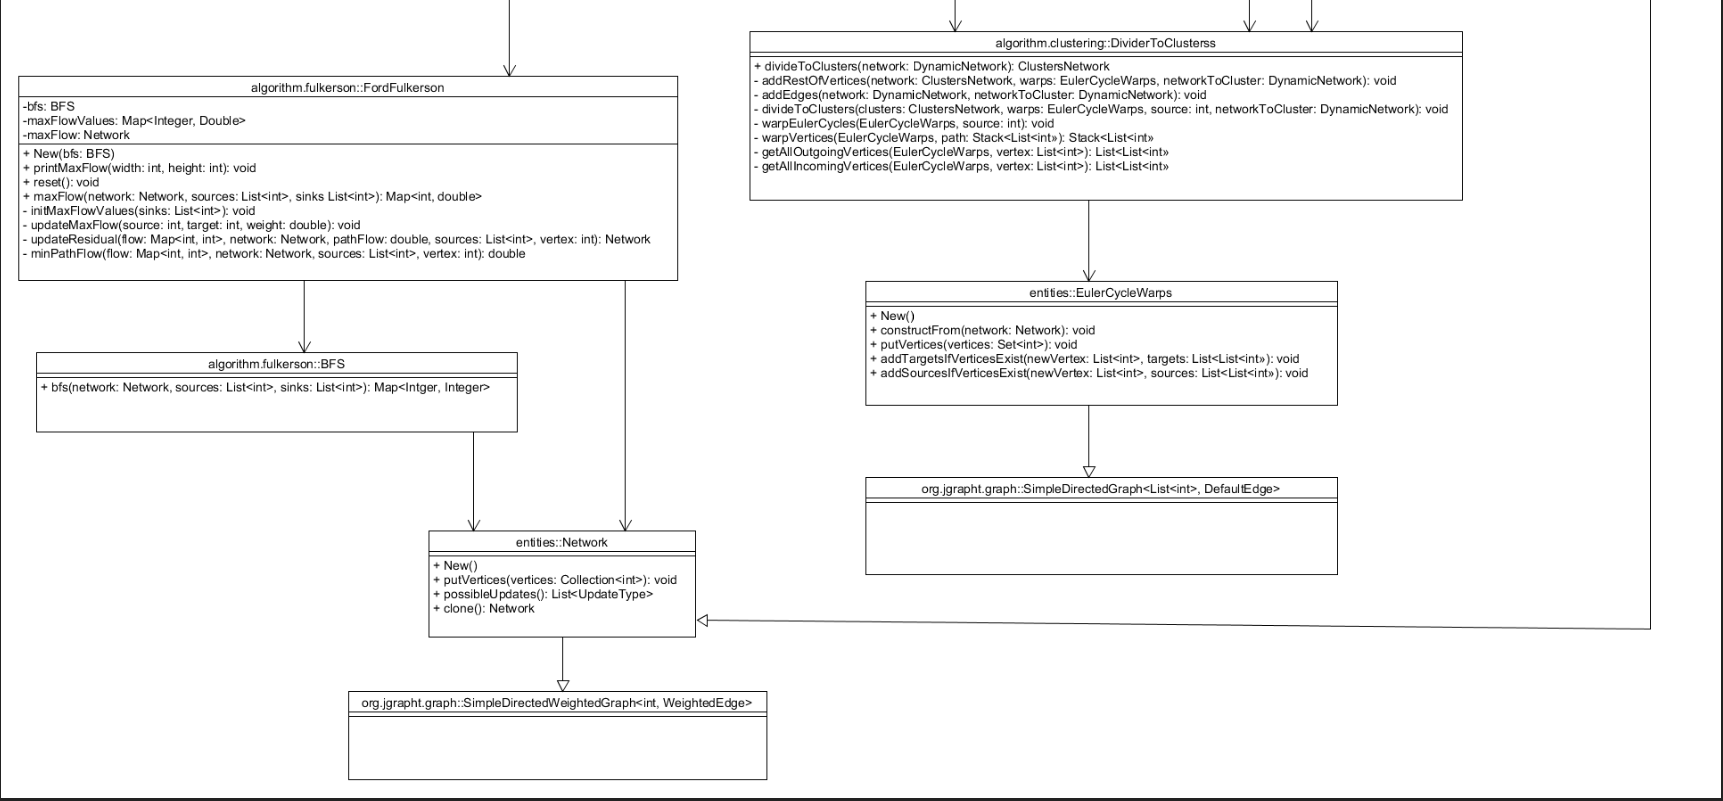 algorithm.fulkerson::FordFulkerson
-bfs: BFS
-maxFlowValues: Map<Integer, Double>
-maxFlow: Network
+ New(bfs: BFS)
+ printMaxFlow(width: int, height: int): void
+ reset(): void
+ maxFlow(network: Network, sources: List<int>, sinks List<int>): Map<int, double>
- initMaxFlowValues(sinks: List<int>): void
- updateMaxFlow(source: int, target: int, weight: double): void
- updateResidual(flow: Map<int, int>, network: Network, pathFlow: double, sources: List<int>, vertex: int): Network
- minPathFlow(flow: Map<int, int>, network: Network, sources: List<int>, vertex: int): double
algorithm.fulkerson::BFS
+ bfs(network: Network, sources: List<int>, sinks: List<int>): Map<Intger, Integer>
entities::Network
+ New()
+ putVertices(vertices: Collection<int>): void
+ possibleUpdates(): List<UpdateType>
+ clone(): Network
org.jgrapht.graph::SimpleDirectedWeightedGraph<int, WeightedEdge>
algorithm.clustering::DividerToClusterss
+ divideToClusters(network: DynamicNetwork): ClustersNetwork
- addRestOfVertices(network: ClustersNetwork, warps: EulerCycleWarps, networkToCluster: DynamicNetwork): void
- addEdges(network: DynamicNetwork, networkToCluster: DynamicNetwork): void
- divideToClusters(clusters: ClustersNetwork, warps: EulerCycleWarps, source: int, networkToCluster: DynamicNetwork): void
- warpEulerCycles(EulerCycleWarps, source: int): void
- warpVertices(EulerCycleWarps, path: Stack<List<int»): Stack<List<int»
- getAllOutgoingVertices(EulerCycleWarps, vertex: List<int>): List<List<int»
- getAllIncomingVertices(EulerCycleWarps, vertex: List<int>): List<List<int»
entities::EulerCycleWarps
+ New()
+ constructFrom(network: Network): void
+ putVertices(vertices: Set<int>): void
+ addTargetsIfVerticesExist(newVertex: List<int>, targets: List<List<int»): void
+ addSourcesIfVerticesExist(newVertex: List<int>, sources: List<List<int»): void
org.jgrapht.graph::SimpleDirectedGraph<List<int>, DefaultEdge>